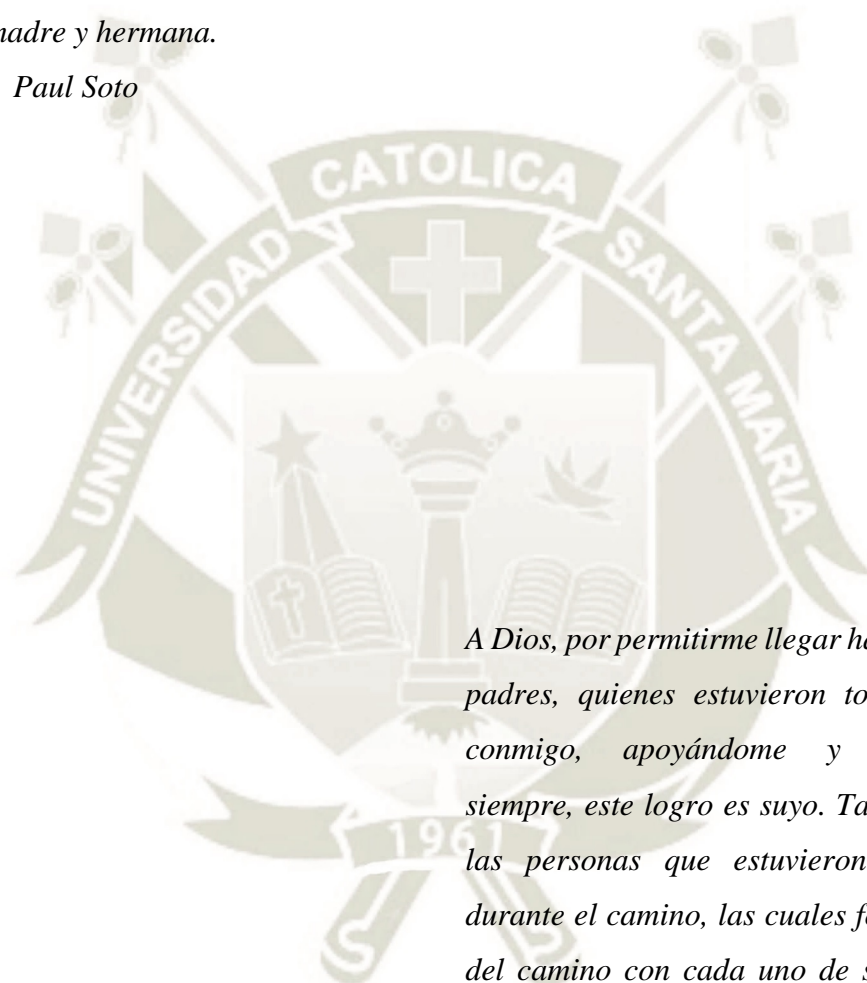 madre y hermana.
Paul Soto
UNIVERSIDAD CATOLICA SANTA MARIA
A Dios, por permitirme llegar
padres, quienes estuvieron
conmigo, apoyándome y
siempre, este logro es suyo.
las personas que estuvieron
durante el camino, las cuales
del camino con cada uno de
1961